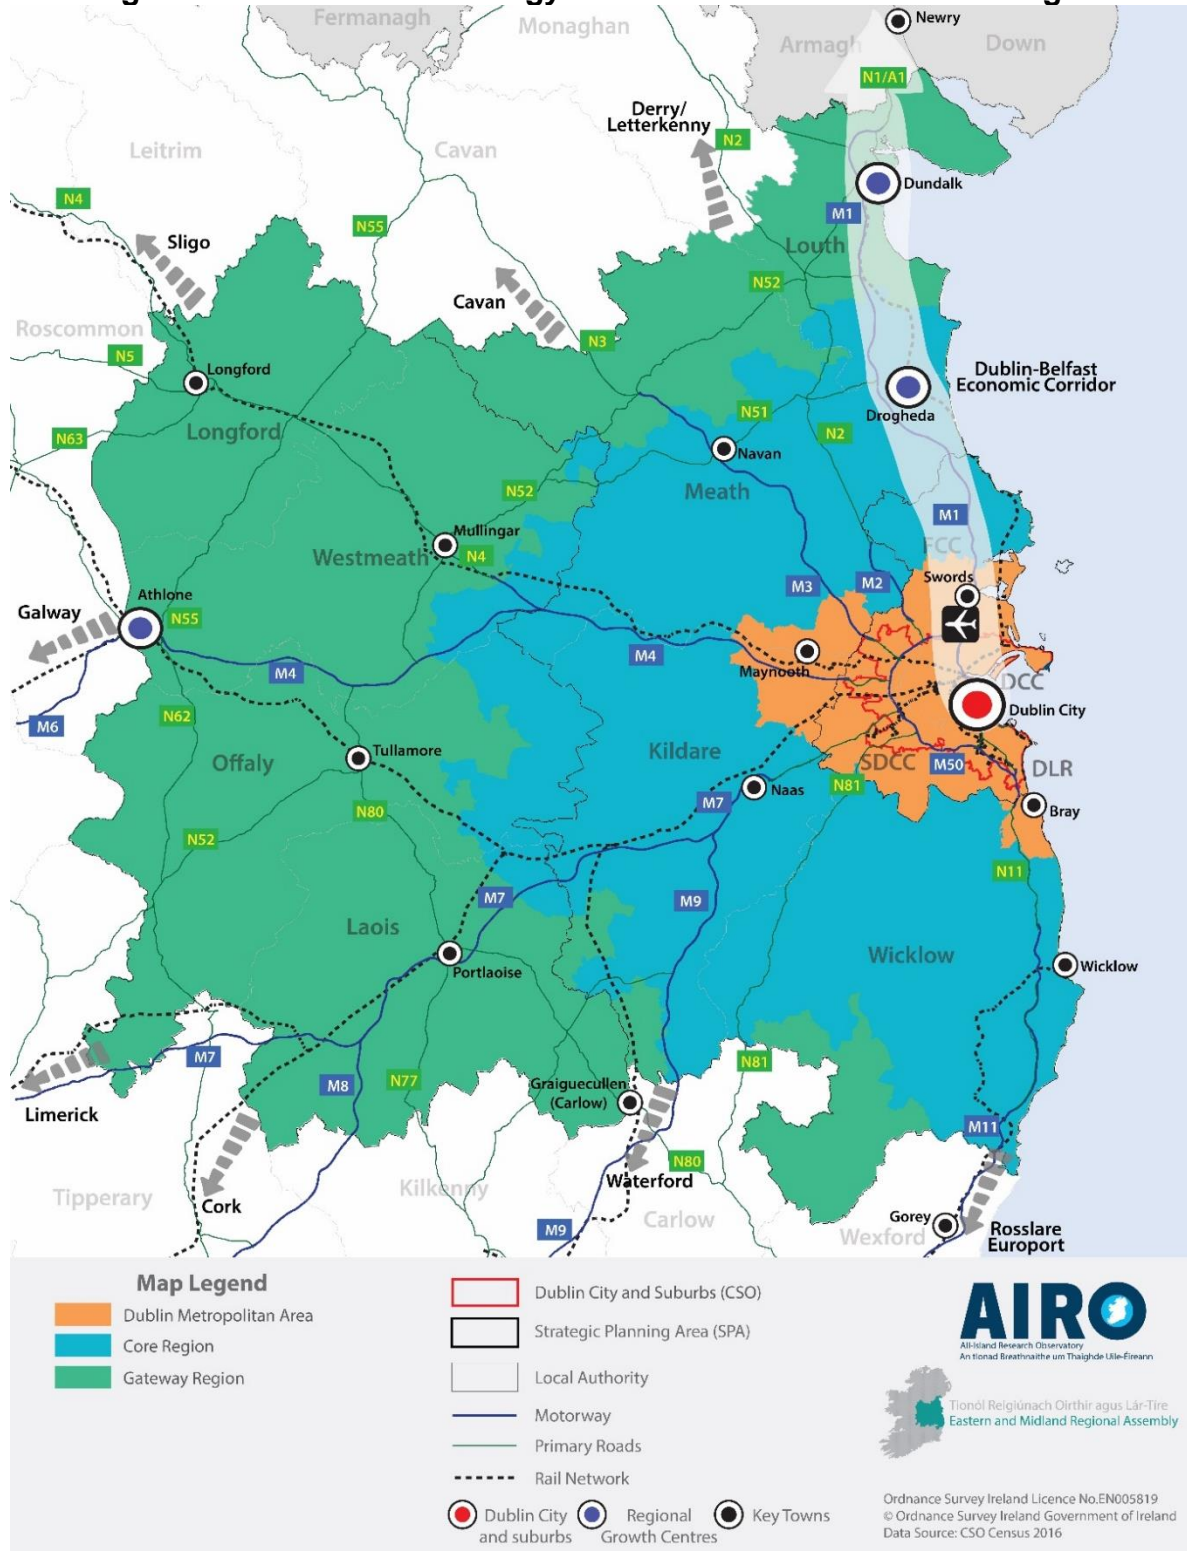 Fermanagh
Monaghan
Armagh
Newry
Down
N1/A1
Derry/
Letterkenny
N2
Leitrim
Cavan
N4
Dundalk
Sligo
N55
M1
Louth
Cavan
N52
Roscommon
N5
N3
Longford
Dublin-Belfast
Economic Corridor
Drogheda
N51
N63
Longford
N2
Navan
N52
Meath
M1
Mullingar
Westmeath
N4
FCC
Swords
M3
M2
Athlone
Galway
N55
M4
M4
Maynooth
DCC
Dublin City
M6
N62
Tullamore
Offaly
Kildare
SDCC
M50
DLR
Naas
N81
M7
Bray
N80
N52
N11
M7
M9
Laois
Wicklow
Wicklow
Portlaoise
M7
N81
Limerick
M8
N77
Graiguecullen
(Carlow)
M11
N80
Waterford
Tipperary
Cork
Kilkenny
Carlow
M9
Gorey
Wexford
Rosslare
Europort
Map Legend
Dublin Metropolitan Area
Core Region
Gateway Region
Dublin City and Suburbs (CSO)
Strategic Planning Area (SPA)
Local Authority
Motorway
Primary Roads
Rail Network
Dublin City
and suburbs
Regional
Growth Centres
Key Towns
AIRO
All-Island Research Observatory
An tIonad Breathnaithe um Thaighde Uile-Éireann
Tionól Reigiúnach Oirthir agus Lár-Tíre
Eastern and Midland Regional Assembly
Ordnance Survey Ireland Licence No.EN005819
© Ordnance Survey Ireland Government of Ireland
Data Source: CSO Census 2016